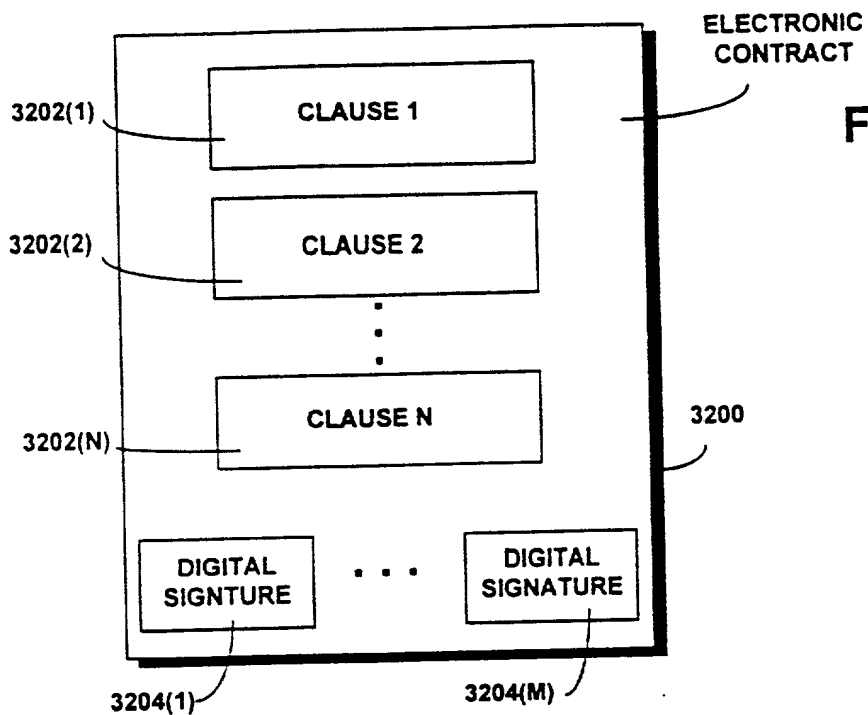 ELECTRONIC
CONTRACT
F
3202(1)
CLAUSE 1
3202(2)
CLAUSE 2
3202(N)
CLAUSE N
3200
DIGITAL
SIGNTURE
DIGITAL
SIGNATURE
3204(1)
3204(M)